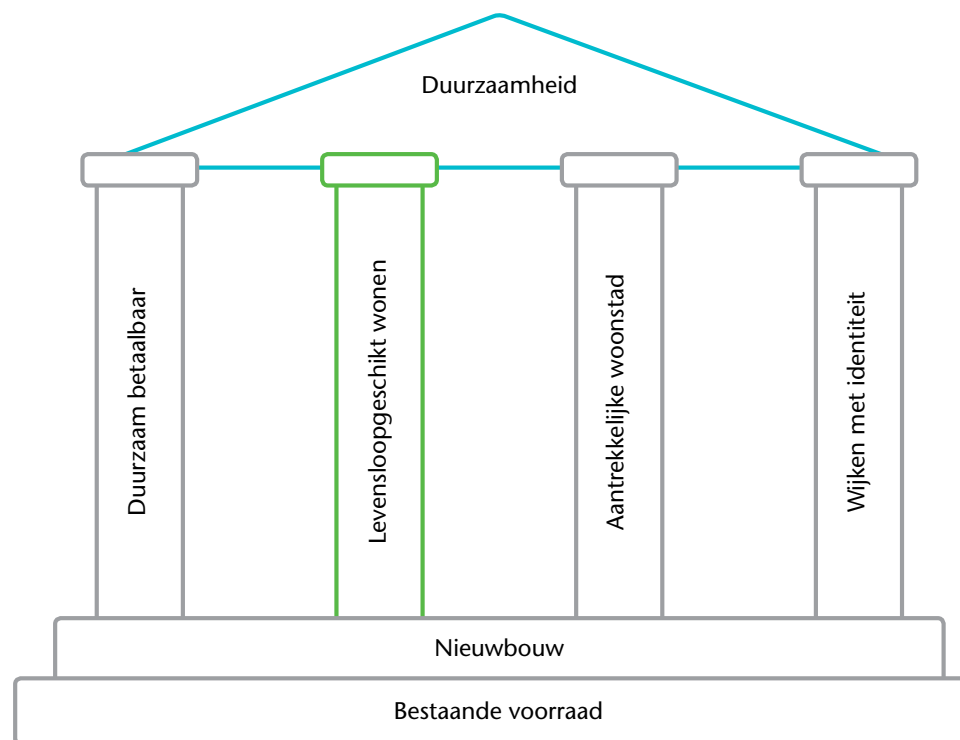 Duurzaamheid
Duurzaam betaalbaar
Levensloopgeschikt wonen
Aantrekkelijke woonstad
Wijken met identiteit
Nieuwbouw
Bestaande voorraad